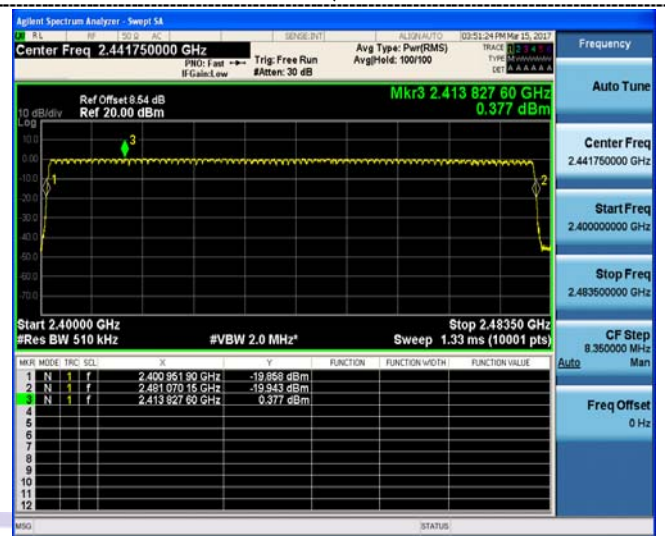 Agilent Spectrum Analyzer - Swept SA
RL RF 50 Ω AC SENSE:INT ALIGN AUTO 03:51:24 PM Mar 15, 2017
Center Freq 2.441750000 GHz Avg Type: Pwr(RMS) TRACE 1 2 3 4 5 6
PNO: Fast Trig: Free Run Avg|Hold: 100/100 TYPE
IFGain:Low #Atten: 30 dB DET A A A A A A
Frequency
Auto Tune
Center Freq
2.441750000 GHz
Start Freq
2.400000000 GHz
Stop Freq
2.483500000 GHz
CF Step
8.350000 MHz
Auto Man
Freq Offset
0 Hz
Ref Offset 8.54 dB Mkr3 2.413 827 60 GHz
10 dB/div Ref 20.00 dBm 0.377 dBm
Log
10.0
0.00
-10.0
-20.0
-30.0
-40.0
-50.0
-60.0
-70.0
3
1
2
Start 2.40000 GHz Stop 2.48350 GHz
#Res BW 510 kHz #VBW 2.0 MHz* Sweep 1.33 ms (10001 pts)
MKR MODE TRC SCL X Y FUNCTION FUNCTION WIDTH FUNCTION VALUE
1 N 1 f 2.400 951 90 GHz -19.858 dBm
2 N 1 f 2.481 070 15 GHz -19.943 dBm
3 N 1 f 2.413 827 60 GHz 0.377 dBm
4
5
6
7
8
9
10
11
12
MSG STATUS